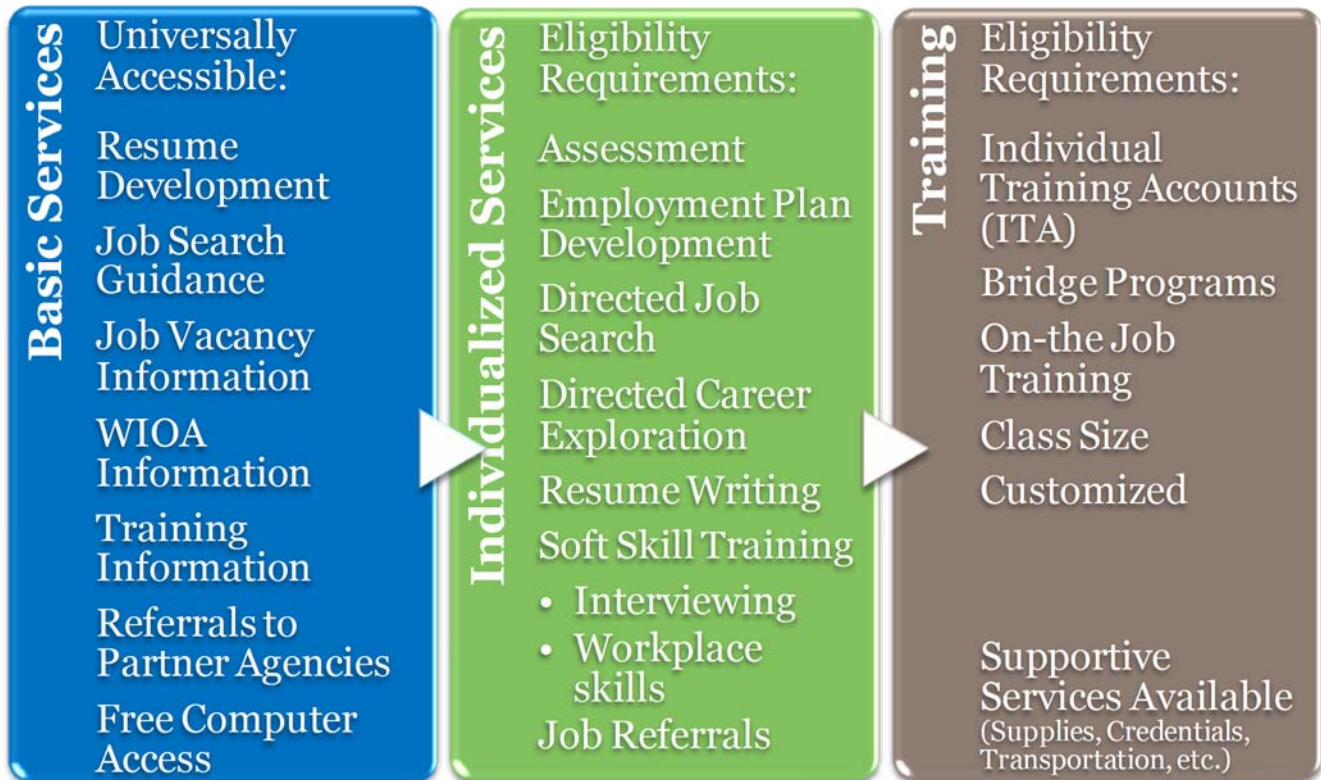 Basic Services
Universally
Accessible:
Resume
Development
Job Search
Guidance
Job Vacancy
Information
WIOA
Information
Training
Information
Referrals to
Partner Agencies
Free Computer
Access
Individualized Services
Eligibility
Requirements:
Assessment
Employment Plan
Development
Directed Job
Search
Directed Career
Exploration
Resume Writing
Soft Skill Training
• Interviewing
• Workplace
skills
Job Referrals
Training
Eligibility
Requirements:
Individual
Training Accounts
(ITA)
Bridge Programs
On-the Job
Training
Class Size
Customized
Supportive
Services Available
(Supplies, Credentials,
Transportation, etc.)